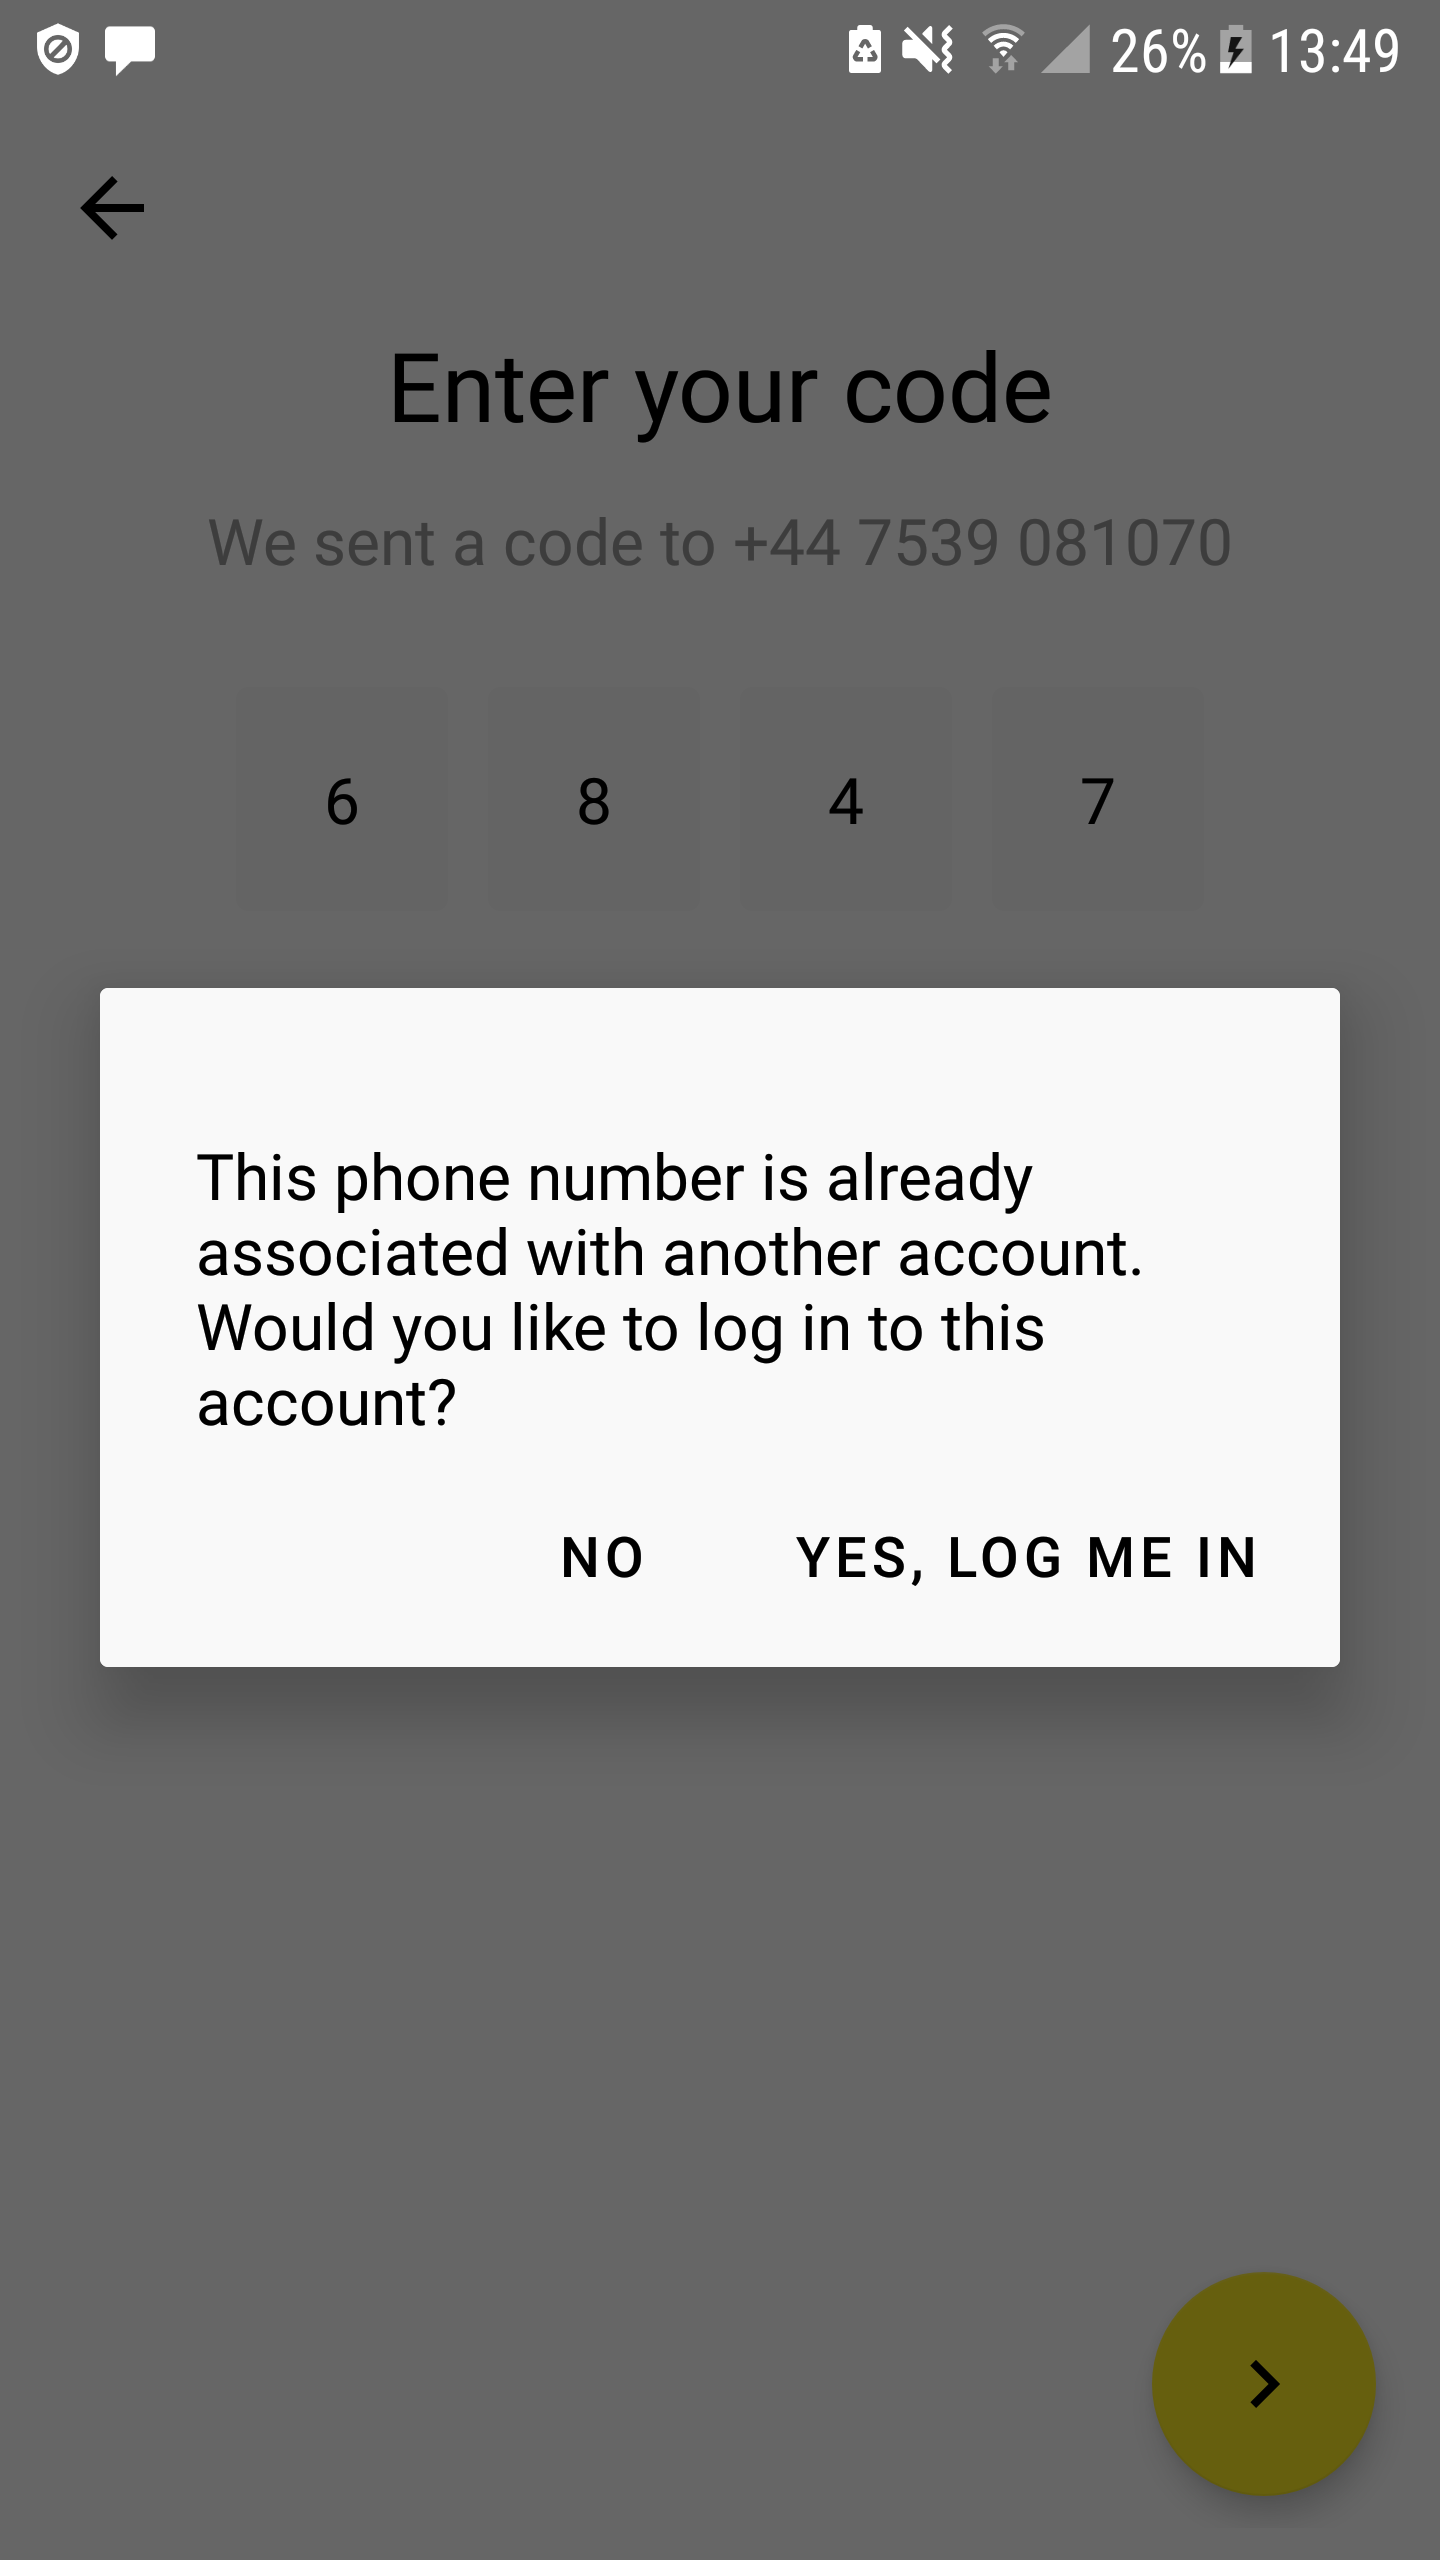 26% 13:49
Enter your code
We sent a code to +44 7539 081070
6 8 4 7
This phone number is already
associated with another account.
Would you like to log in to this
account?
NO YES, LOG ME IN